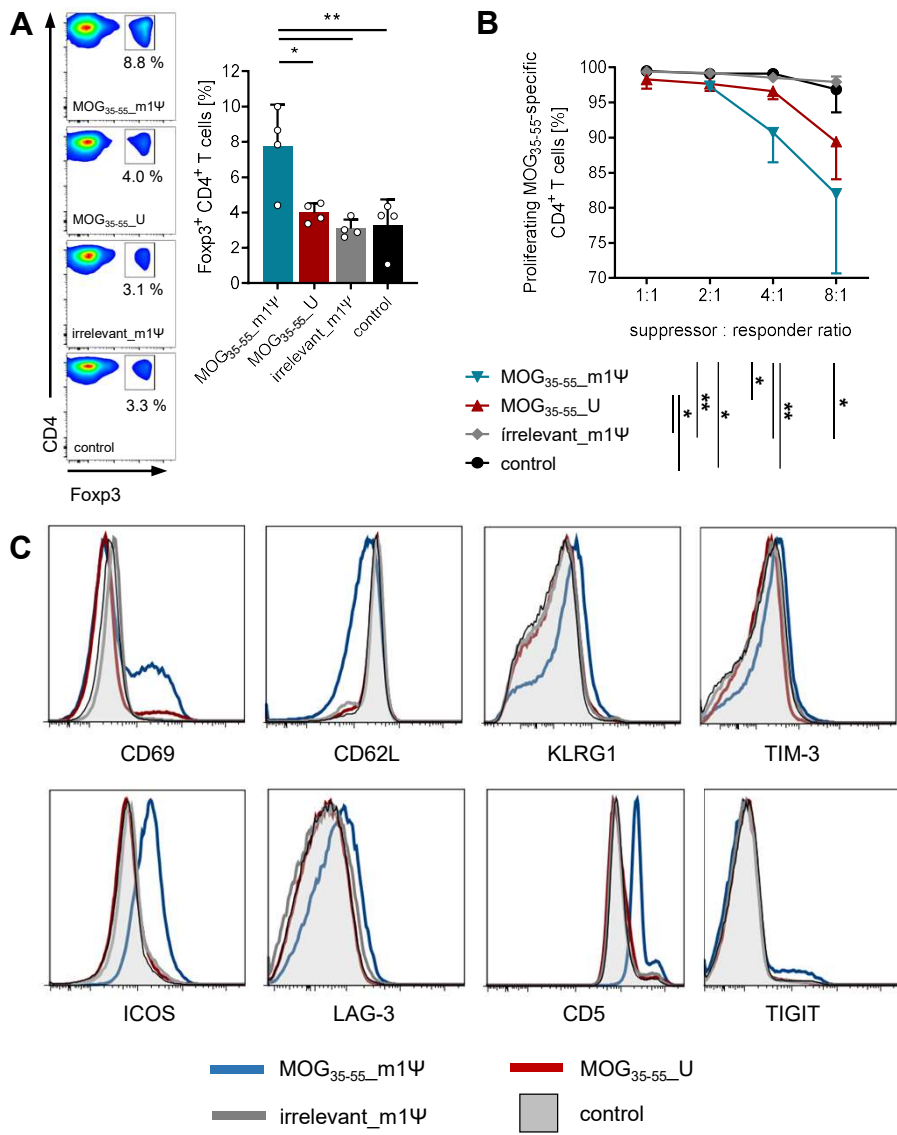 A
CD4
8.8 %
MOG35-55_m1Ψ
4.0 %
MOG35-55_U
3.1 %
irrelevant_m1Ψ
3.3 %
control
Foxp3
Foxp3+ CD4+ T cells [%]
12
10
8
6
4
2
0
**
*
MOG35-55_m1Ψ
MOG35-55_U
irrelevant_m1Ψ
control
B
Proliferating MOG35-55-specific
CD4+ T cells [%]
100
95
90
85
80
75
70
1:1 2:1 4:1 8:1
suppressor : responder ratio
MOG35-55_m1Ψ
MOG35-55_U
írrelevant_m1Ψ
control
* ** * * ** *
C
CD69 CD62L KLRG1 TIM-3
ICOS LAG-3 CD5 TIGIT
MOG35-55_m1Ψ MOG35-55_U
irrelevant_m1Ψ control